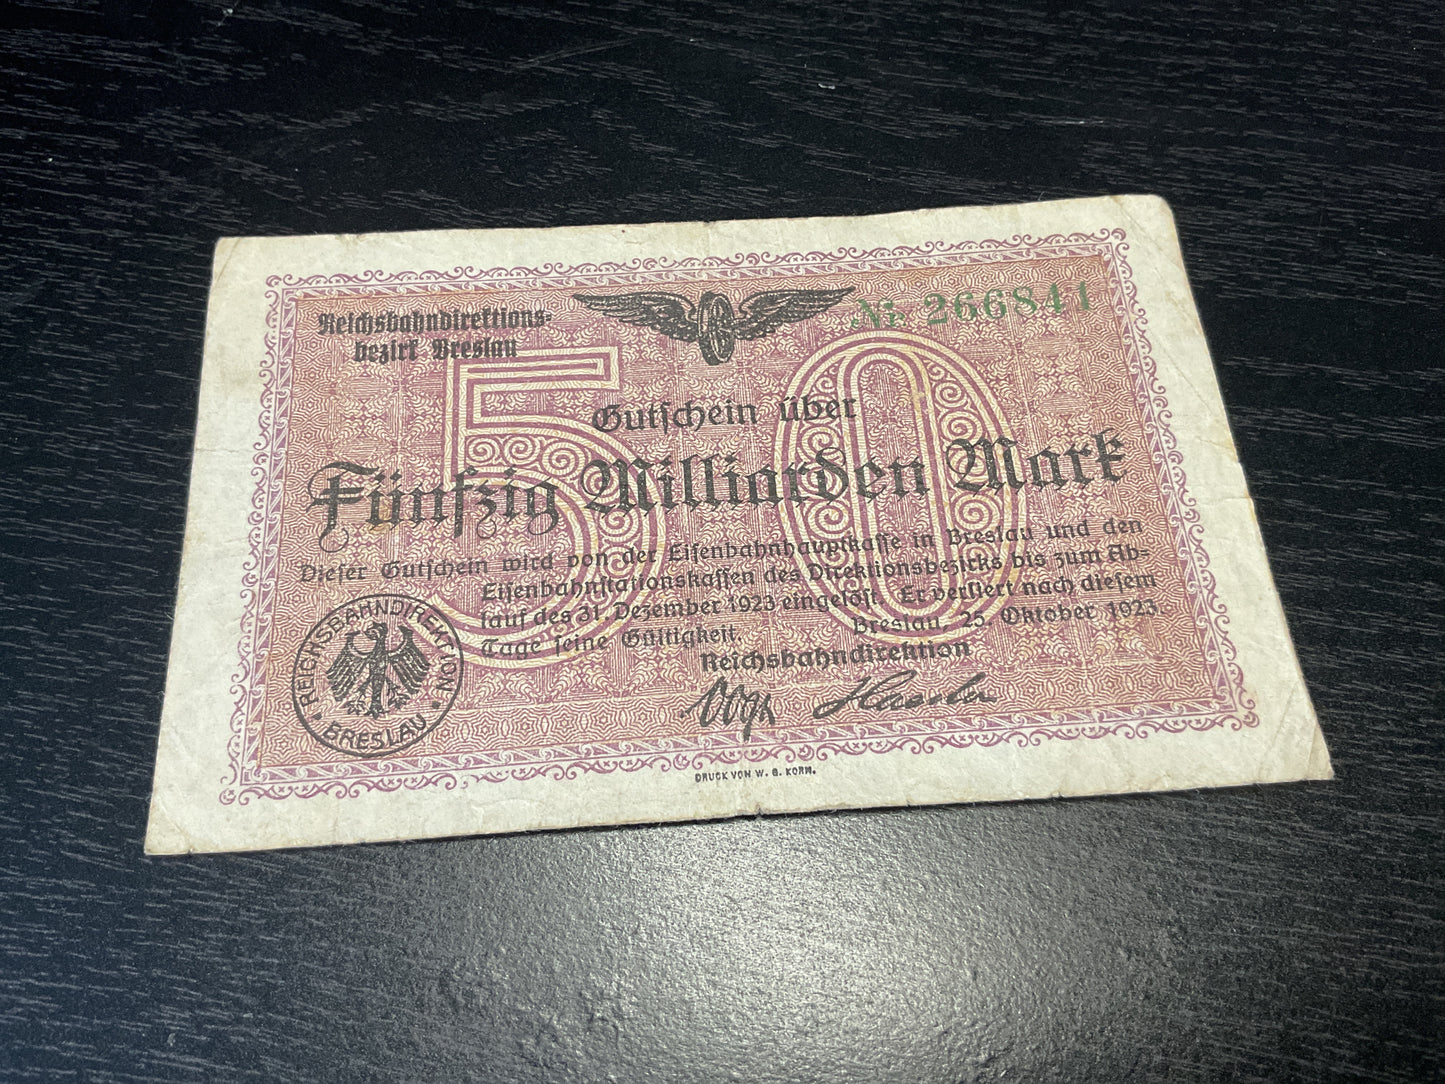 Reichsbahndirektions-
bezirk Breslau
Nr 266841
50
Gutschein über
Fünfzig Milliarden Mark
Dieser Gutschein wird von der Eisenbahnhauptkasse in Breslau und den
Eisenbahnstationskassen des Direktionsbezirks bis zum Ab-
lauf des 31. Dezember 1923 eingelöst. Er verliert nach diesem
Tage seine Gültigkeit.
Breslau, 25. Oktober 1923.
Reichsbahndirektion
REICHSBAHNDIREKTION
• BRESLAU •
DRUCK VON W. G. KORN.